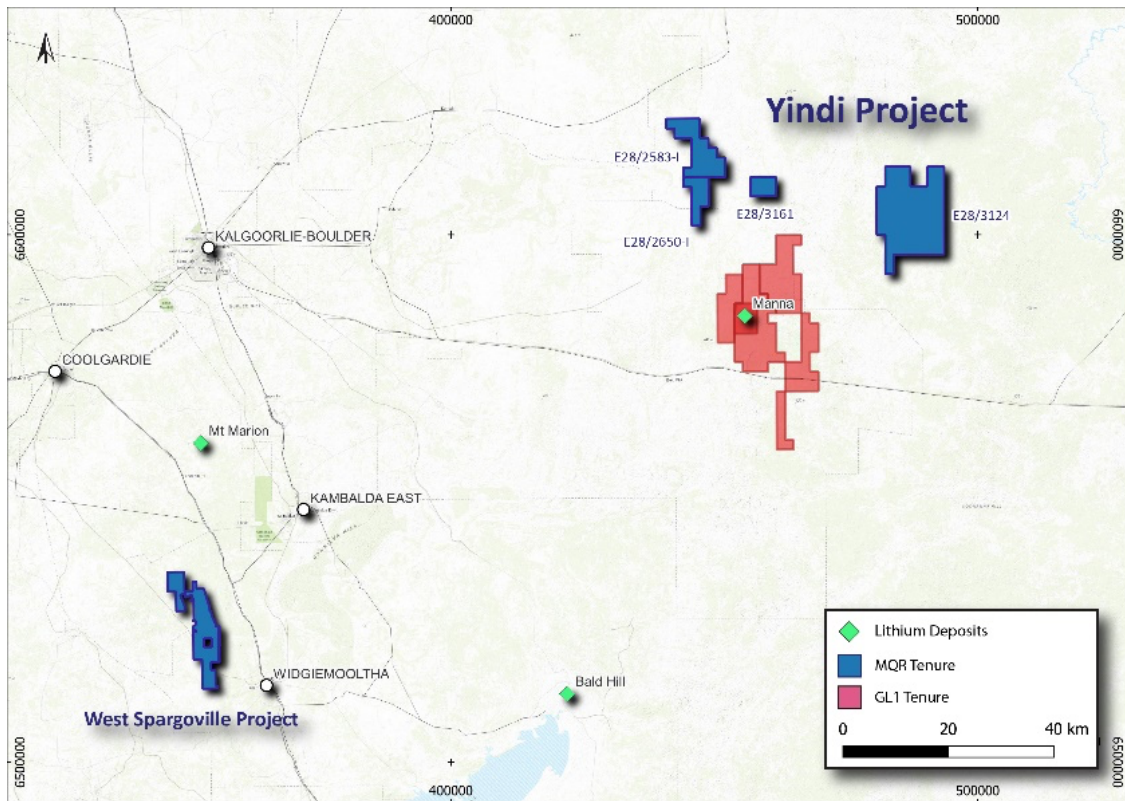 400000
500000
Yindi Project
E28/2583-I
E28/3161
E28/3124
E28/2650-I
6600000
6600000
KALGOORLIE-BOULDER
Manna
COOLGARDIE
Mt Marion
KAMBALDA EAST
WIDGIEMOOLTHA
Bald Hill
West Spargoville Project
Lithium Deposits
MQR Tenure
GL1 Tenure
0 20 40 km
6500000
6500000
400000
500000